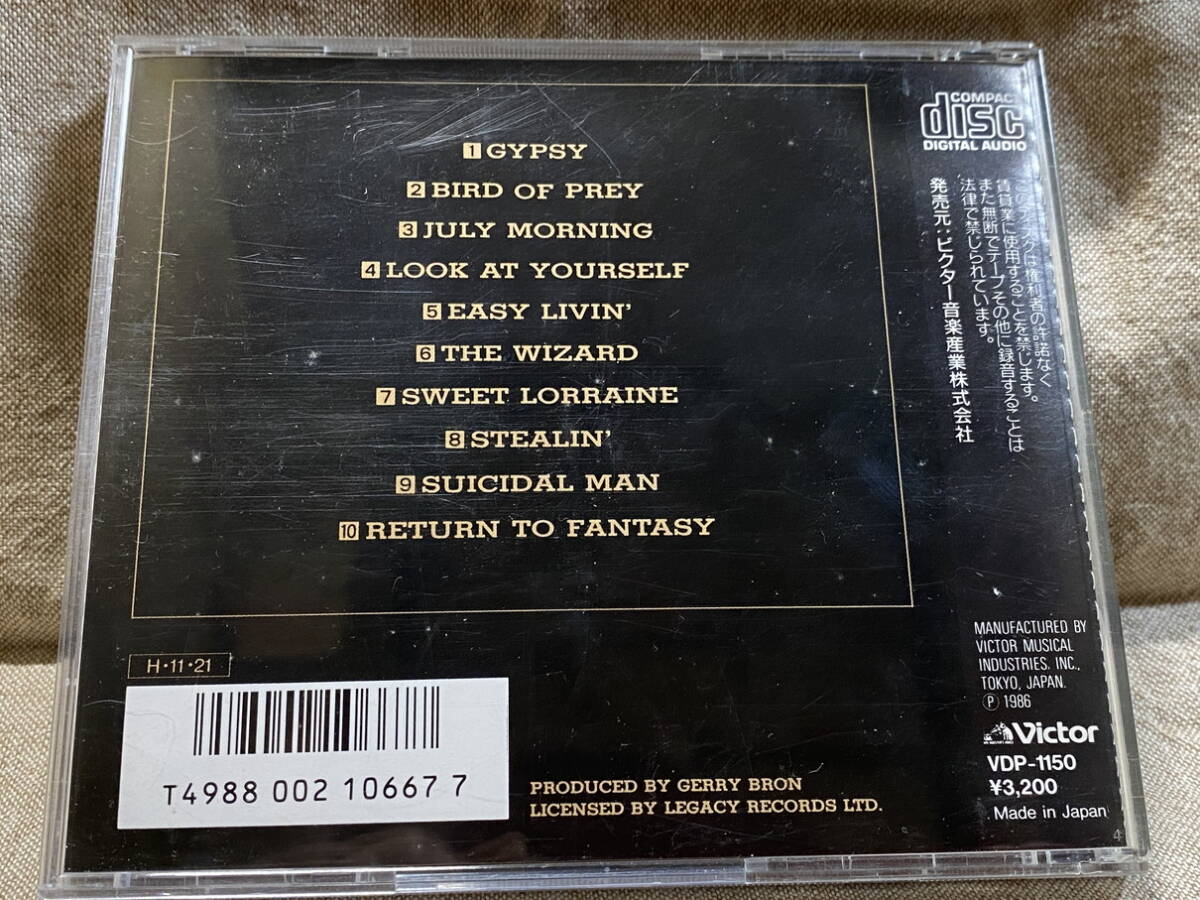 1 GYPSY
2 BIRD OF PREY
3 JULY MORNING
4 LOOK AT YOURSELF
5 EASY LIVIN'
6 THE WIZARD
7 SWEET LORRAINE
8 STEALIN'
9 SUICIDAL MAN
10 RETURN TO FANTASY
H・11・21
T4988 002 10667 7
PRODUCED BY GERRY BRON
LICENSED BY LEGACY RECORDS LTD.
COMPACT
disc
DIGITAL AUDIO
このディスクは権利者の許諾なく
賃貸業に使用することを禁じます。
また無断でテープその他に録音することは
法律で禁じられています。
発売元:ビクター音楽産業株式会社
MANUFACTURED BY
VICTOR MUSICAL
INDUSTRIES. INC.,
TOKYO, JAPAN.
Ⓟ 1986
Victor
VDP-1150
¥3,200
Made in Japan
4